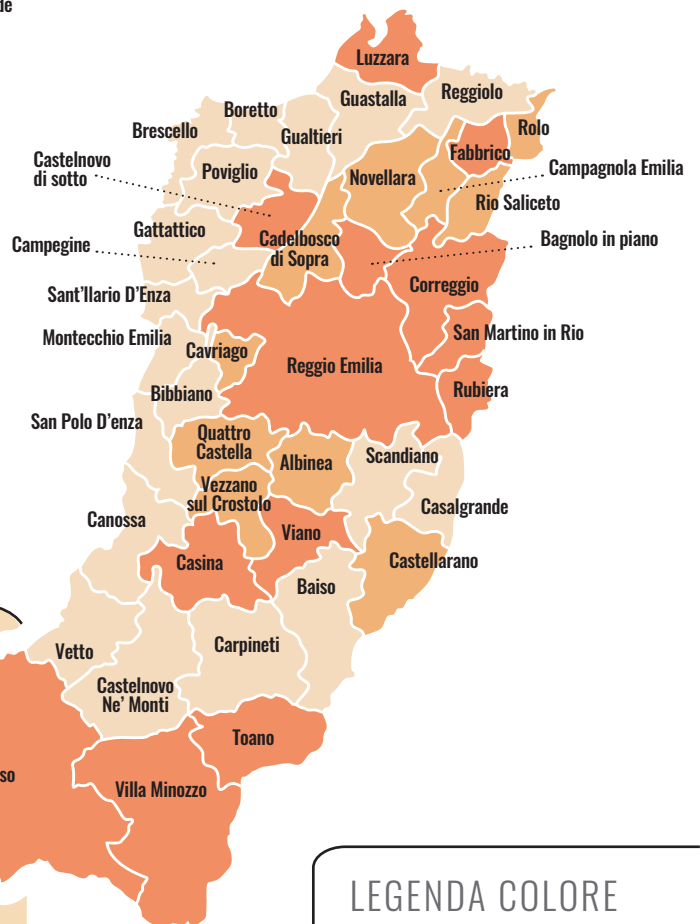 de
Luzzara
Guastalla
Reggiolo
Boretto
Brescello
Gualtieri
Rolo
Fabbrico
Castelnovo
di sotto
Poviglio
Novellara
Campagnola Emilia
Rio Saliceto
Gattattico
Campegine
Cadelbosco
di Sopra
Bagnolo in piano
Correggio
Sant'Ilario D'Enza
Montecchio Emilia
San Martino in Rio
Cavriago
Reggio Emilia
Bibbiano
Rubiera
San Polo D'enza
Quattro
Castella
Albinea
Scandiano
Vezzano
sul Crostolo
Casalgrande
Canossa
Viano
Casina
Castellarano
Baiso
Vetto
Carpineti
Castelnovo
Ne' Monti
Toano
so
Villa Minozzo
LEGENDA COLORE